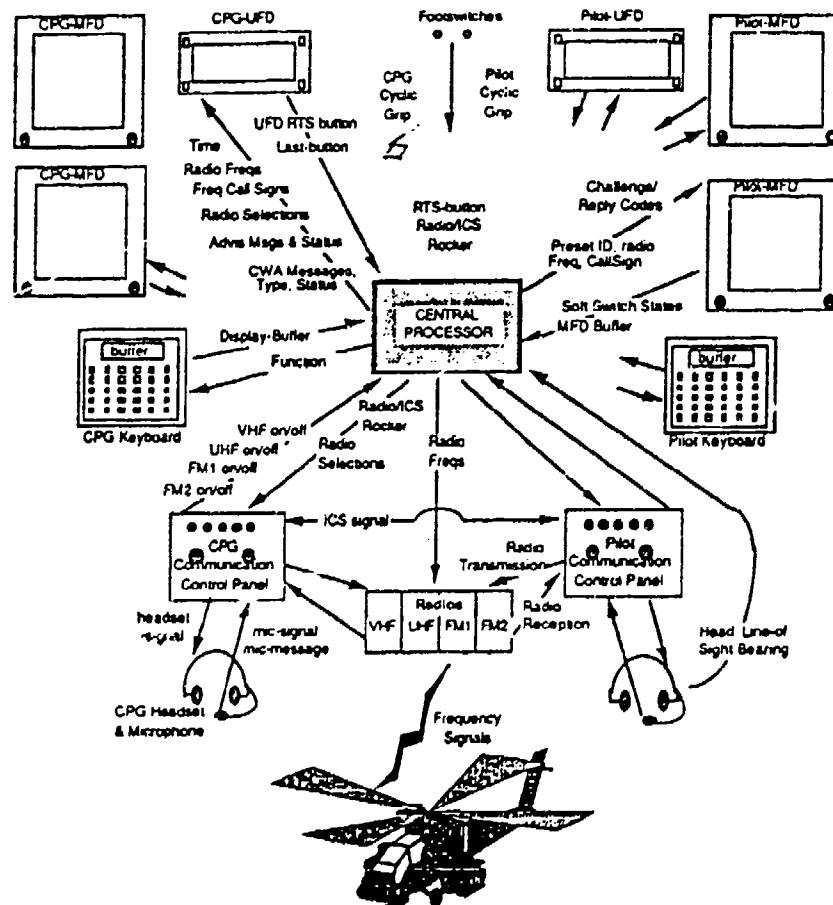 CPG-MFD
CPG-UFD
Footswitches
Pilot-UFD
Pilot-MFD
CPG
Cyclic
Grip
Pilot
Cyclic
Grip
UFD RTS button
Last-button
Time
Radio Freqs
Freq Call Signs
Radio Selections
Advis Msgs & Status
CWA Messages,
Type, Status
CPG-MFD
RTS-button
Radio/ICS
Rocker
Challenge/
Reply Codes
Pilot-MFD
Preset ID, radio
Freq, CallSign
Soft Switch States
MFD Buffer
CENTRAL
PROCESSOR
Display-Buffer
Function
buffer
CPG Keyboard
buffer
Pilot Keyboard
VHF on/off
UHF on/off
FM1 on/off
FM2 on/off
Radio/ICS
Rocker
Radio
Selections
Radio
Freqs
ICS signal
CPG
Communication
Control Panel
Pilot
Communication
Control Panel
Radio
Transmission
Radios
VHF
UHF
FM1
FM2
Radio
Reception
headset
-signal
mic-signal
mic-message
Head Line-of
Sight Bearing
CPG Headset
& Microphone
Frequency
Signals